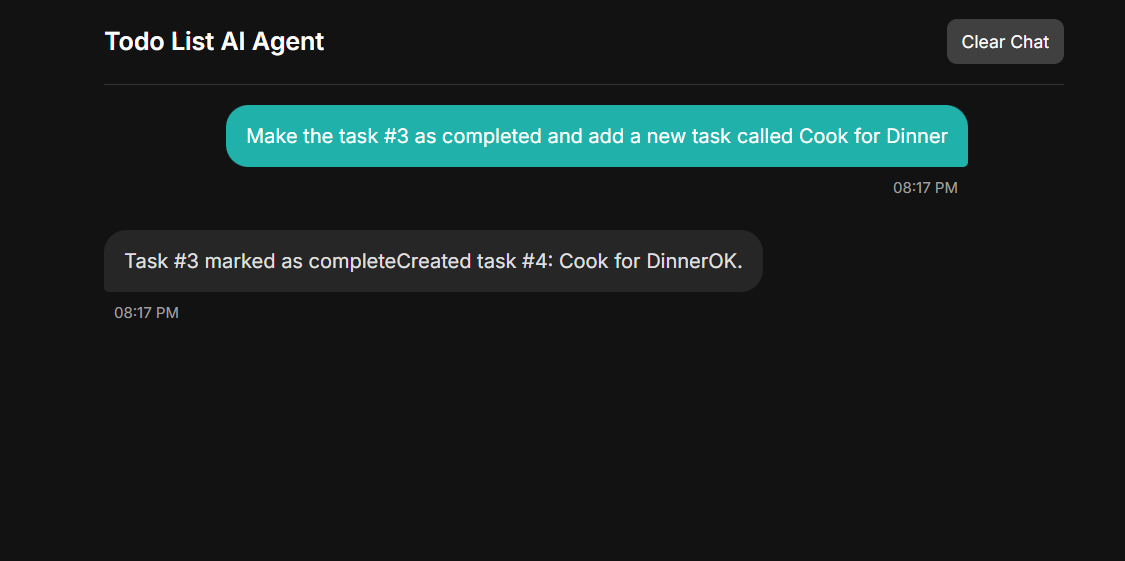 Todo List AI Agent
Clear Chat
Make the task #3 as completed and add a new task called Cook for Dinner
08:17 PM
Task #3 marked as completeCreated task #4: Cook for DinnerOK.
08:17 PM